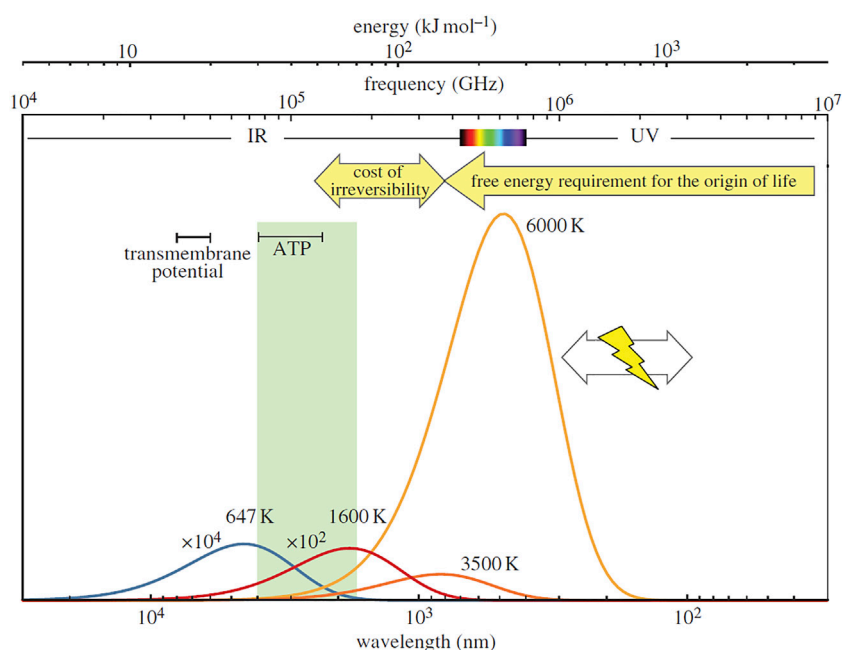 energy (kJ mol⁻¹)
10 10² 10³
frequency (GHz)
10⁴ 10⁵ 10⁶ 10⁷
IR UV
cost of
irreversibility
free energy requirement for the origin of life
6000 K
transmembrane
potential
ATP
647 K 1600 K
×10⁴ ×10²
3500 K
10⁴ 10³ 10²
wavelength (nm)